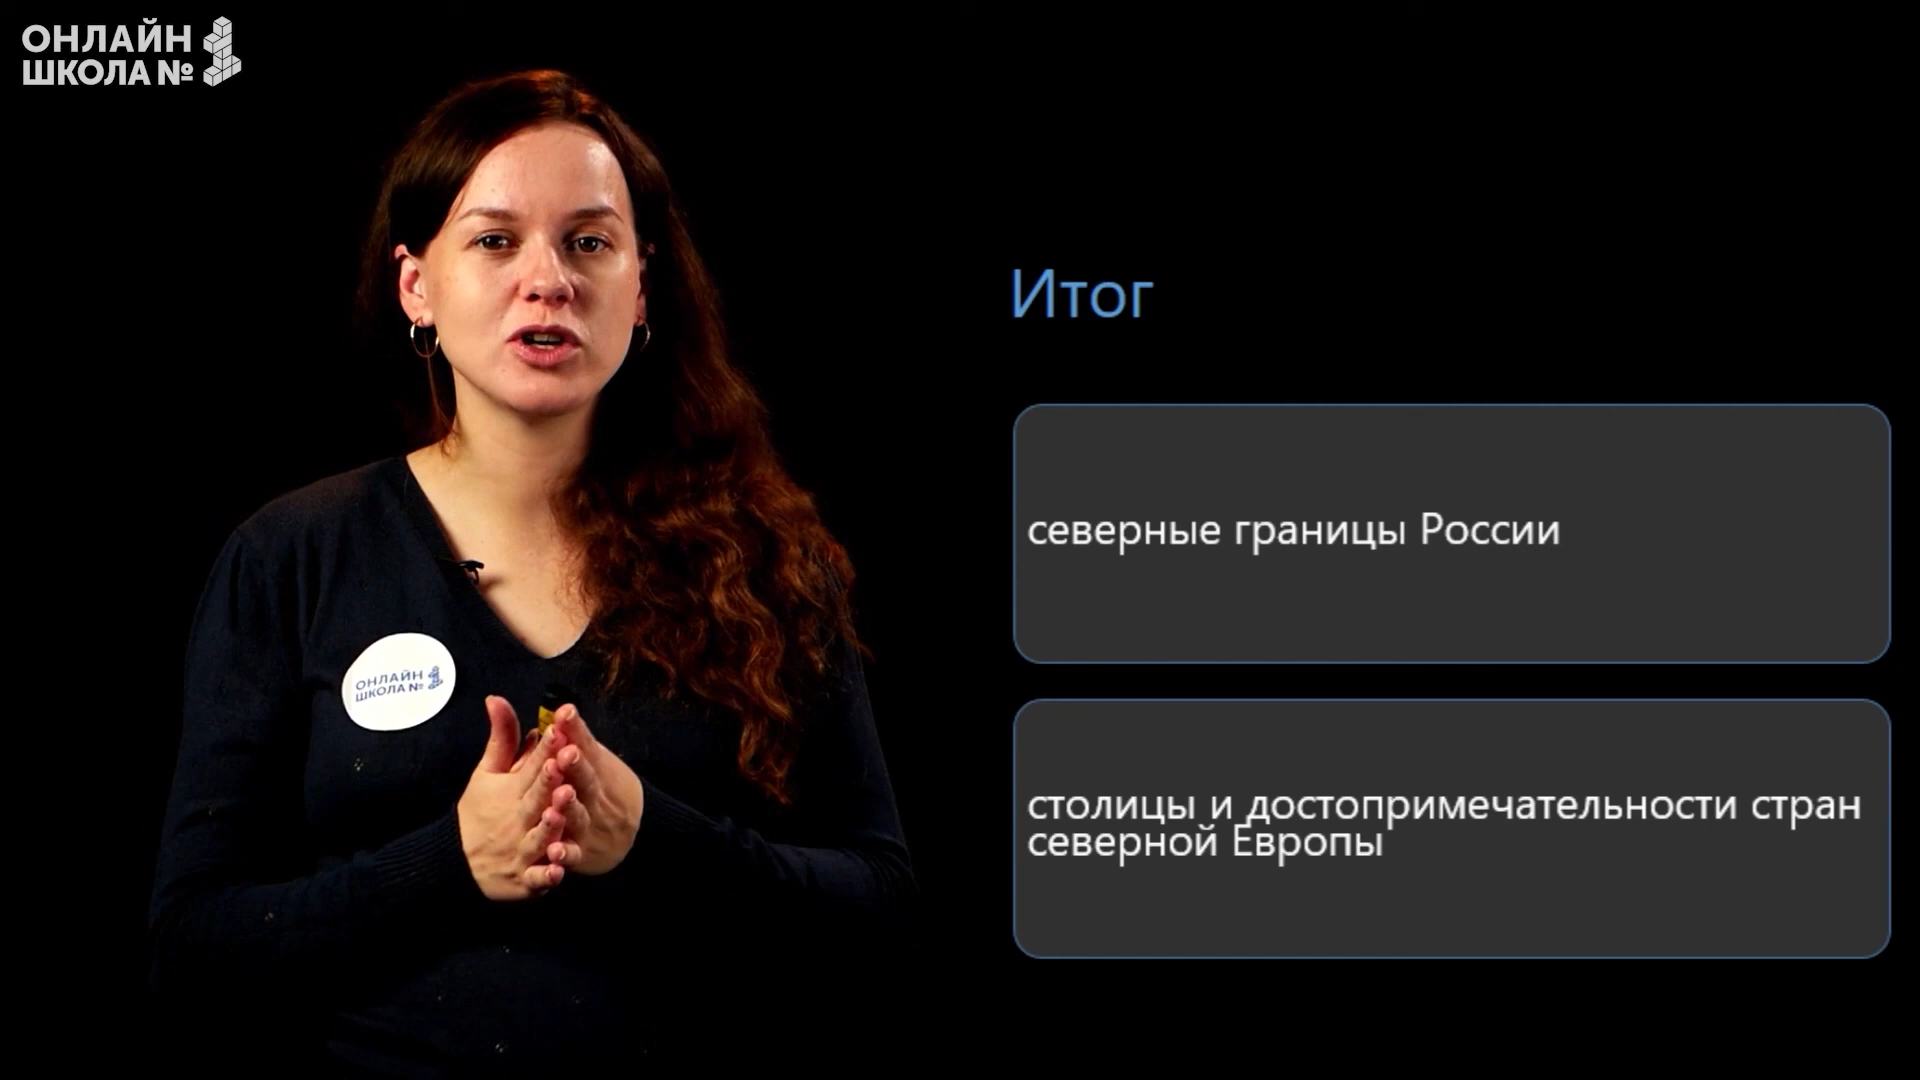 ОНЛАЙН
ШКОЛА №
Итог
северные границы России
столицы и достопримечательности стран
северной Европы
ОНЛАЙН
ШКОЛА №